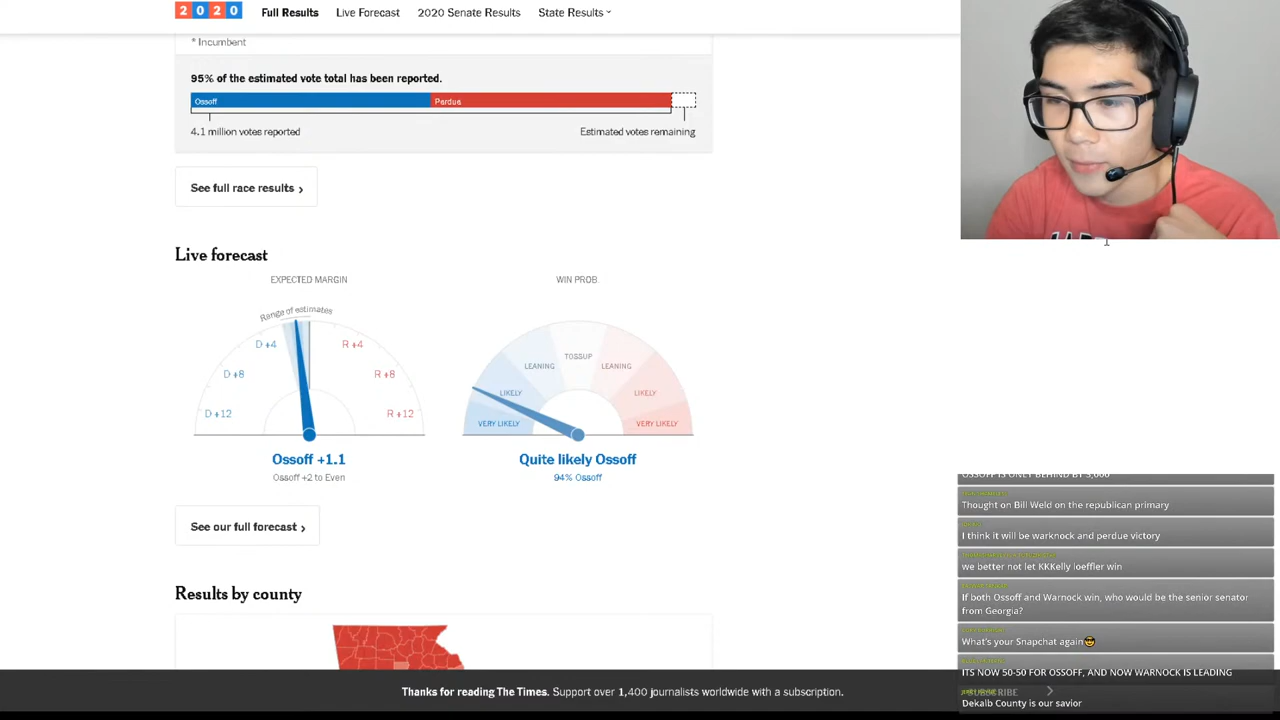 2020 Full Results Live Forecast 2020 Senate Results State Results
* Incumbent
95% of the estimated vote total has been reported.
Ossoff Perdue
4.1 million votes reported Estimated votes remaining
See full race results ›
Live forecast
EXPECTED MARGIN
Range of estimates
D +4 R +4
D +8 R +8
D +12 R +12
Ossoff +1.1
Ossoff +2 to Even
WIN PROB.
TOSSUP
LEANING LEANING
LIKELY LIKELY
VERY LIKELY VERY LIKELY
Quite likely Ossoff
94% Ossoff
See our full forecast ›
Results by county
Thanks for reading The Times. Support over 1,400 journalists worldwide with a subscription.
SUBSCRIBE
OSSOFF IS ONLY BEHIND BY
Thought on Bill Weld on the republican primary
I think it will be warknock and perdue victory
we better not let KKKelly loeffler win
If both Ossoff and Warnock win, who would be the senior senator
from Georgia?
What's your Snapchat again😎
ITS NOW 50-50 FOR OSSOFF, AND NOW WARNOCK IS LEADING
Dekalb County is our savior